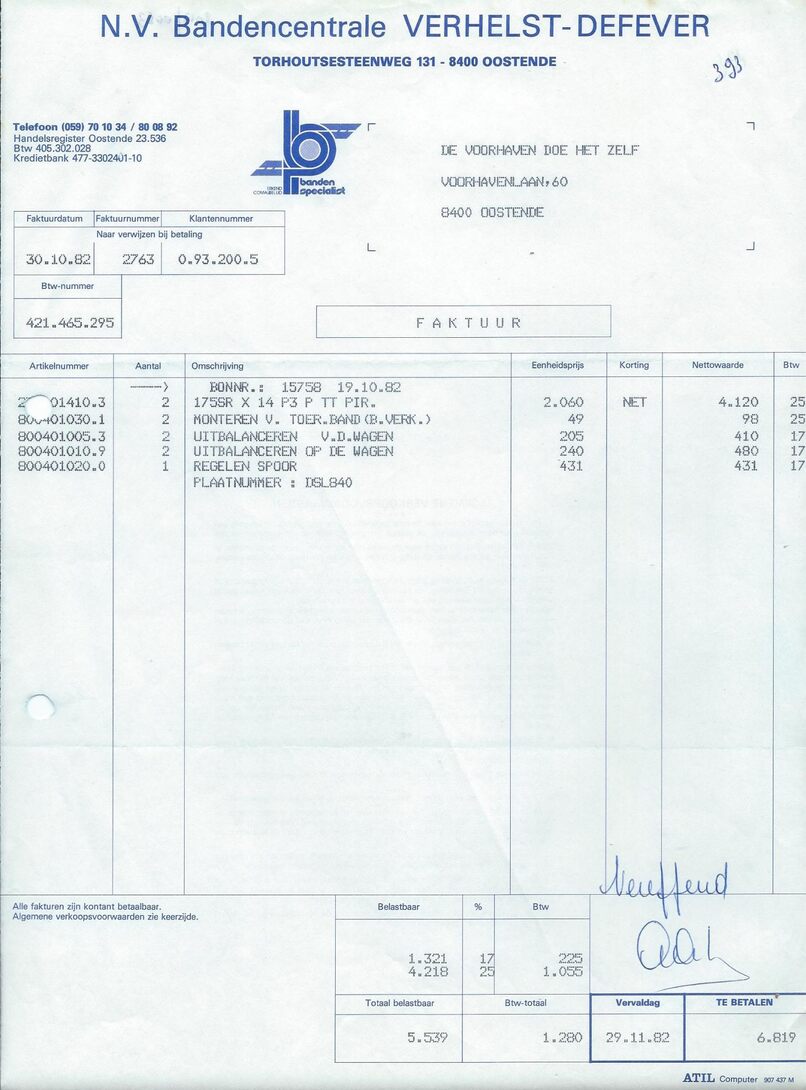 N.V. Bandencentrale VERHELST-DEFEVER
TORHOUTSESTEENWEG 131 - 8400 OOSTENDE
393
Telefoon (059) 70 10 34 / 80 08 92
Handelsregister Oostende 23.536
Btw 405.302.028
Kredietbank 477-3302401-10
banden
specialist
DE VOORHAVEN DOE HET ZELF
VOORHAVENLAAN,60
8400 OOSTENDE
Faktuurdatum Faktuurnummer Klantennummer
Naar verwijzen bij betaling
30.10.82 2763 0.93.200.5
Btw-nummer
421.465.295
FAKTUUR
Artikelnummer Aantal Omschrijving Eenheidsprijs Korting Nettowaarde Btw
-----> BONNR.: 15758 19.10.82
01410.3 2 175SR X 14 P3 P TT PIR. 2.060 NET 4.120 25
800401030.1 2 MONTEREN V. TOER.BAND(B.VERK.) 49 98 25
800401005.3 2 UITBALANCEREN V.D.WAGEN 205 410 17
800401010.9 2 UITBALANCEREN OP DE WAGEN 240 480 17
800401020.0 1 REGELEN SPOOR 431 431 17
PLAATNUMMER : DSL840
Alle fakturen zijn kontant betaalbaar.
Algemene verkoopsvoorwaarden zie keerzijde.
Belastbaar % Btw
1.321 17 225
4.218 25 1.055
Totaal belastbaar Btw-totaal Vervaldag TE BETALEN
5.539 1.280 29.11.82 6.819
ATIL Computer 907 437 M